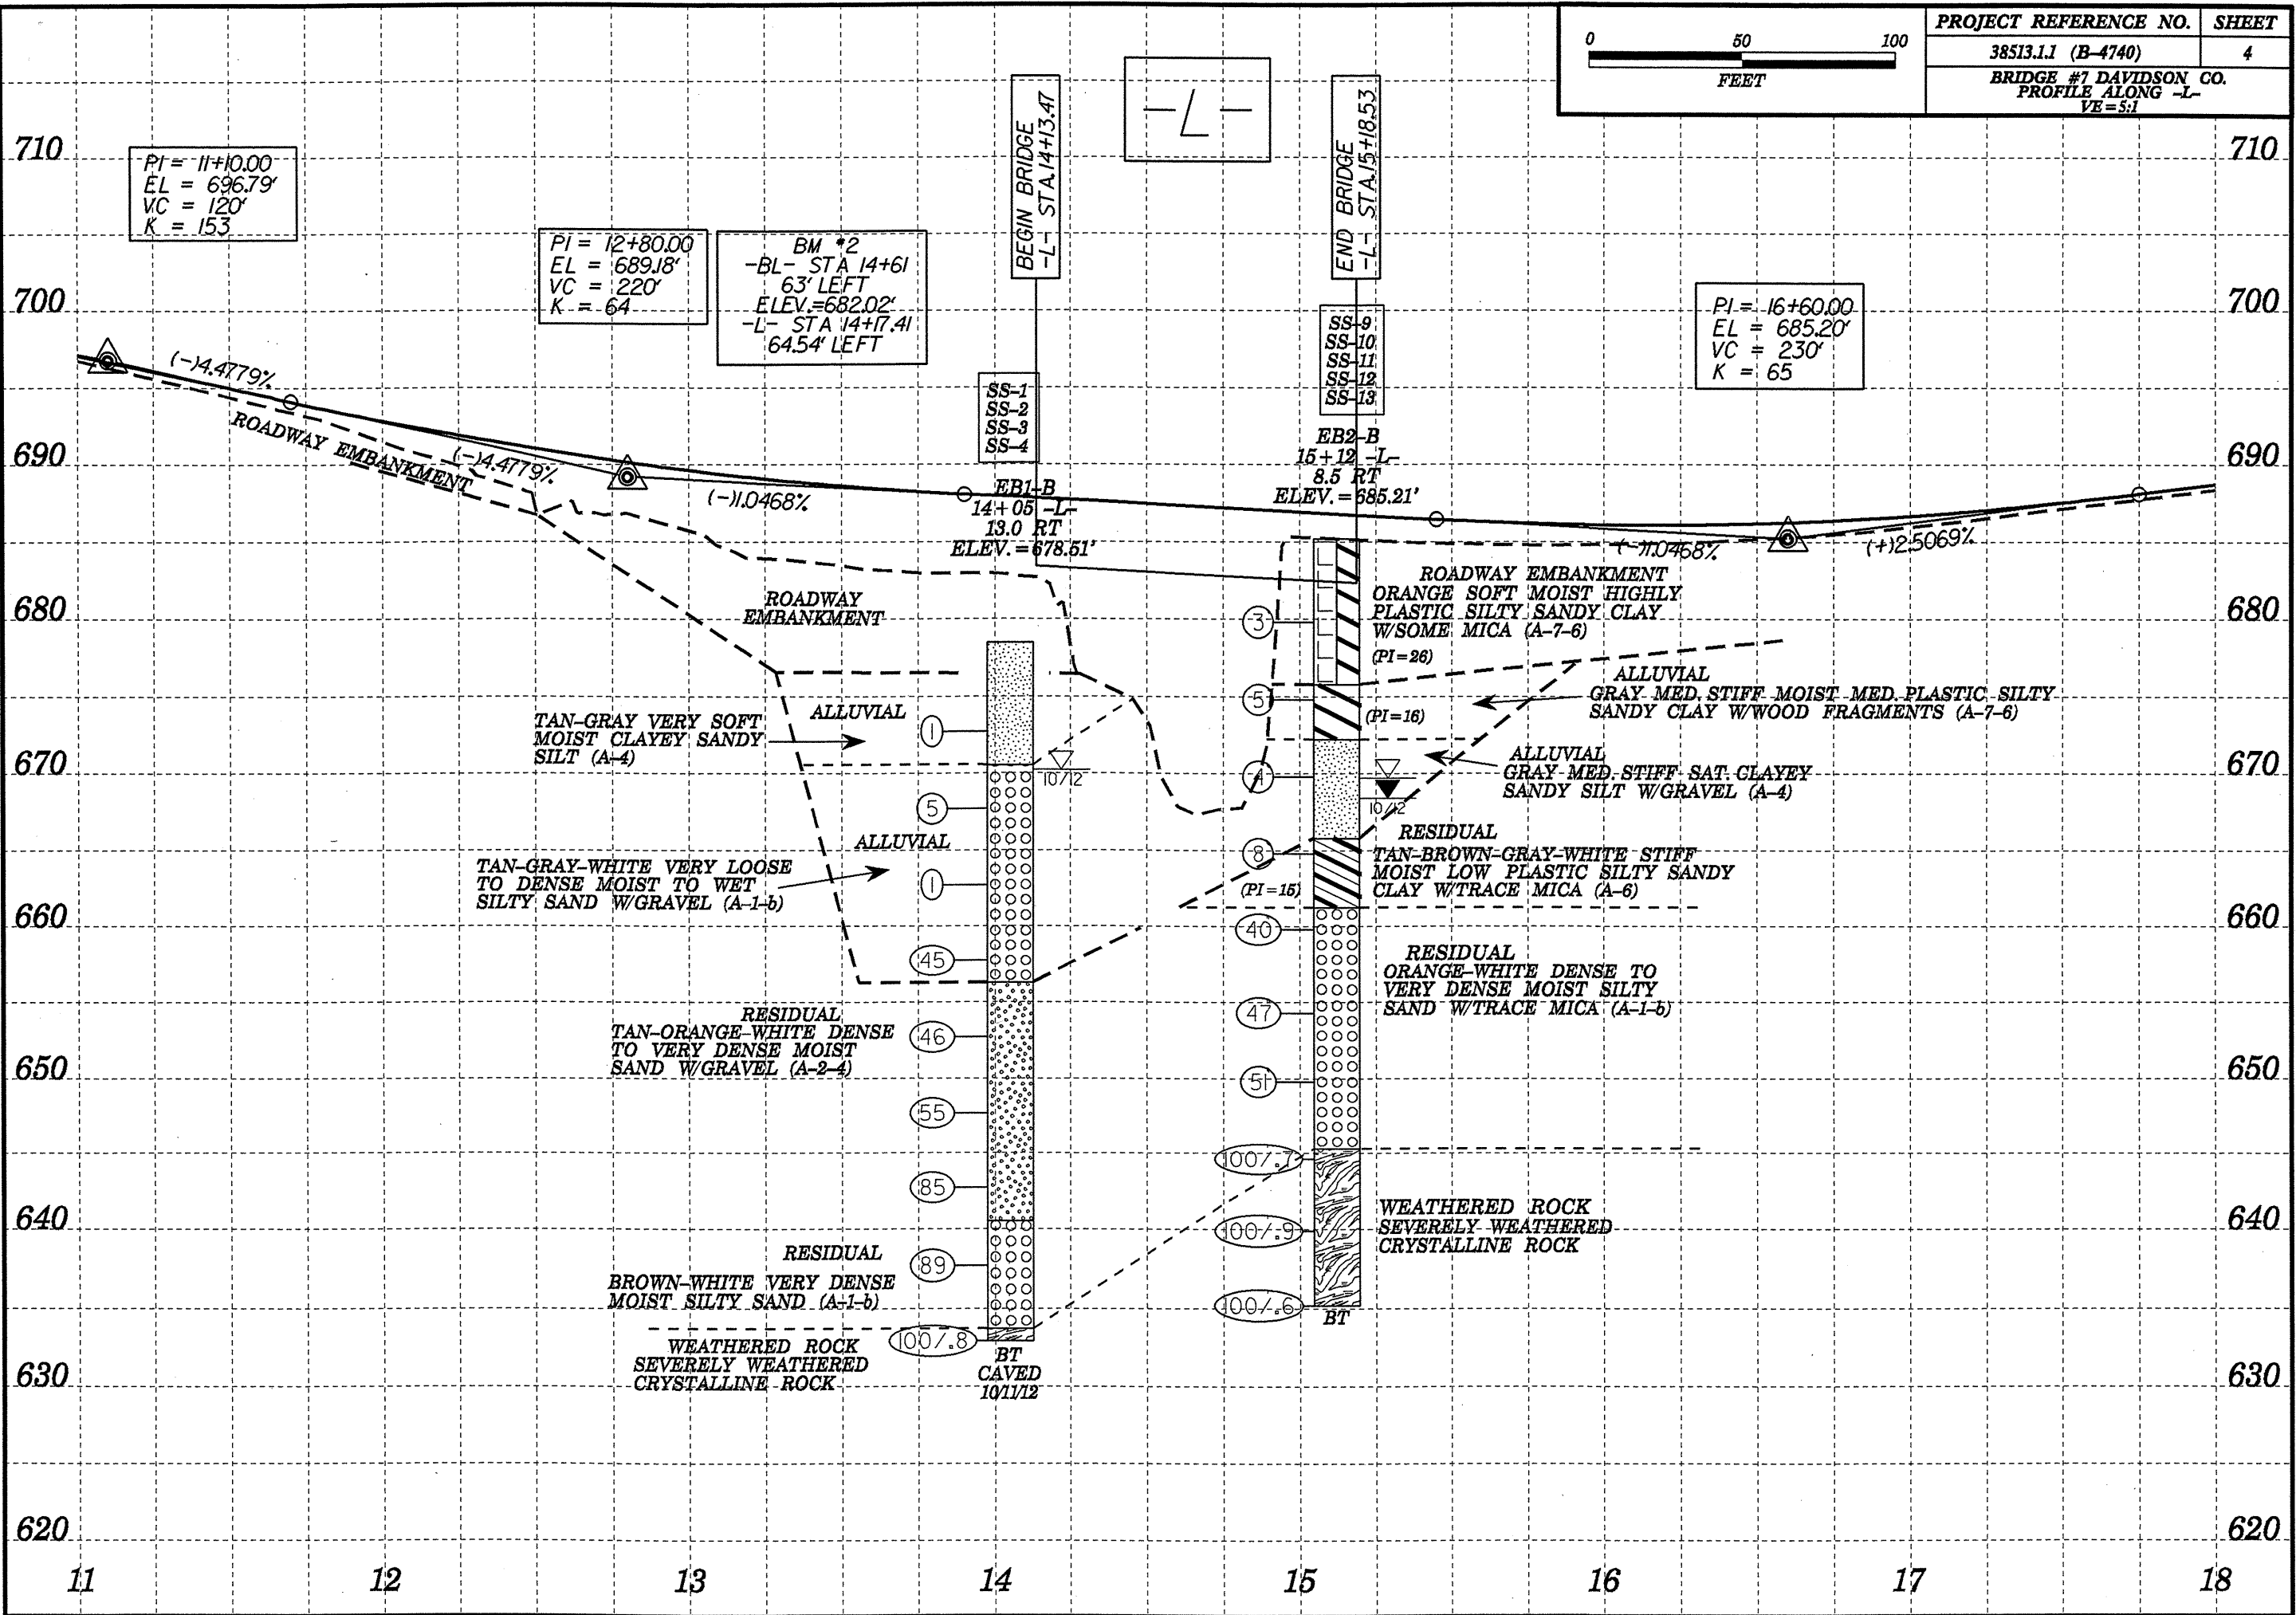 0 50 100
FEET
PROJECT REFERENCE NO. SHEET
38513.1.1 (B-4740) 4
BRIDGE #7 DAVIDSON CO.
PROFILE ALONG -L-
VE = 5:1
710
710
700
700
690
690
680
680
670
670
660
660
650
650
640
640
630
630
620
620
PI = 11+10.00
EL = 696.79'
VC = 120'
K = 153
PI = 12+80.00
EL = 689.18'
VC = 220'
K = 64
BM #2
-BL- STA 14+61
63' LEFT
ELEV.=682.02'
-L- STA 14+17.41
64.54' LEFT
BEGIN BRIDGE
-L- STA.14+13.47
-L-
END BRIDGE
-L- STA.15+18.53
PI = 16+60.00
EL = 685.20'
VC = 230'
K = 65
SS-1
SS-2
SS-3
SS-4
SS-9
SS-10
SS-11
SS-12
SS-13
(-)4.4779%
ROADWAY EMBANKMENT
(-)4.4779%
(-)1.0468%
(-)1.0468%
(+)2.5069%
EB1-B
14+05 -L-
13.0 RT
ELEV. = 678.51'
EB2-B
15+12 -L-
8.5 RT
ELEV. = 685.21'
ROADWAY
EMBANKMENT
ALLUVIAL
TAN-GRAY VERY SOFT
MOIST CLAYEY SANDY
SILT (A-4)
1
10/12
5
ALLUVIAL
TAN-GRAY-WHITE VERY LOOSE
TO DENSE MOIST TO WET
SILTY SAND W/GRAVEL (A-1-b)
1
45
RESIDUAL
TAN-ORANGE-WHITE DENSE
TO VERY DENSE MOIST
SAND W/GRAVEL (A-2-4)
46
55
85
RESIDUAL
BROWN-WHITE VERY DENSE
MOIST SILTY SAND (A-1-b)
89
100/.8
WEATHERED ROCK
SEVERELY WEATHERED
CRYSTALLINE ROCK
BT
CAVED
10/11/12
ROADWAY EMBANKMENT
ORANGE SOFT MOIST HIGHLY
PLASTIC SILTY SANDY CLAY
W/SOME MICA (A-7-6)
(PI=26)
3
ALLUVIAL
GRAY MED. STIFF MOIST MED. PLASTIC SILTY
SANDY CLAY W/WOOD FRAGMENTS (A-7-6)
(PI=16)
5
ALLUVIAL
GRAY MED. STIFF SAT. CLAYEY
SANDY SILT W/GRAVEL (A-4)
4
10/12
RESIDUAL
TAN-BROWN-GRAY-WHITE STIFF
MOIST LOW PLASTIC SILTY SANDY
CLAY W/TRACE MICA (A-6)
8
(PI=15)
40
RESIDUAL
ORANGE-WHITE DENSE TO
VERY DENSE MOIST SILTY
SAND W/TRACE MICA (A-1-b)
47
51
100/.7
WEATHERED ROCK
SEVERELY WEATHERED
CRYSTALLINE ROCK
100/.9
100/.6
BT
11 12 13 14 15 16 17 18